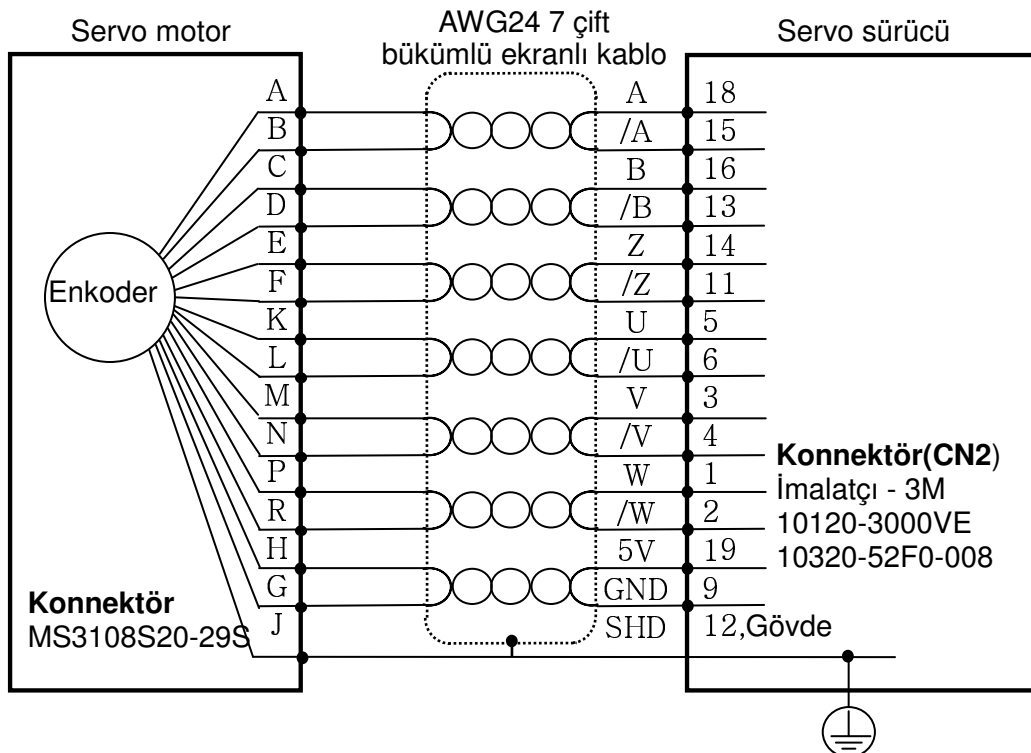 Servo motor
AWG24 7 çift
bükümlü ekranlı kablo
Servo sürücü
A A 18
B /A 15
C B 16
D /B 13
E Z 14
F /Z 11
K U 5
L /U 6
M V 3
N /V 4
P W 1
R /W 2
H 5V 19
G GND 9
J SHD 12,Gövde
Enkoder
Konnektör
MS3108S20-29S
Konnektör(CN2)
İmalatçı - 3M
10120-3000VE
10320-52F0-008